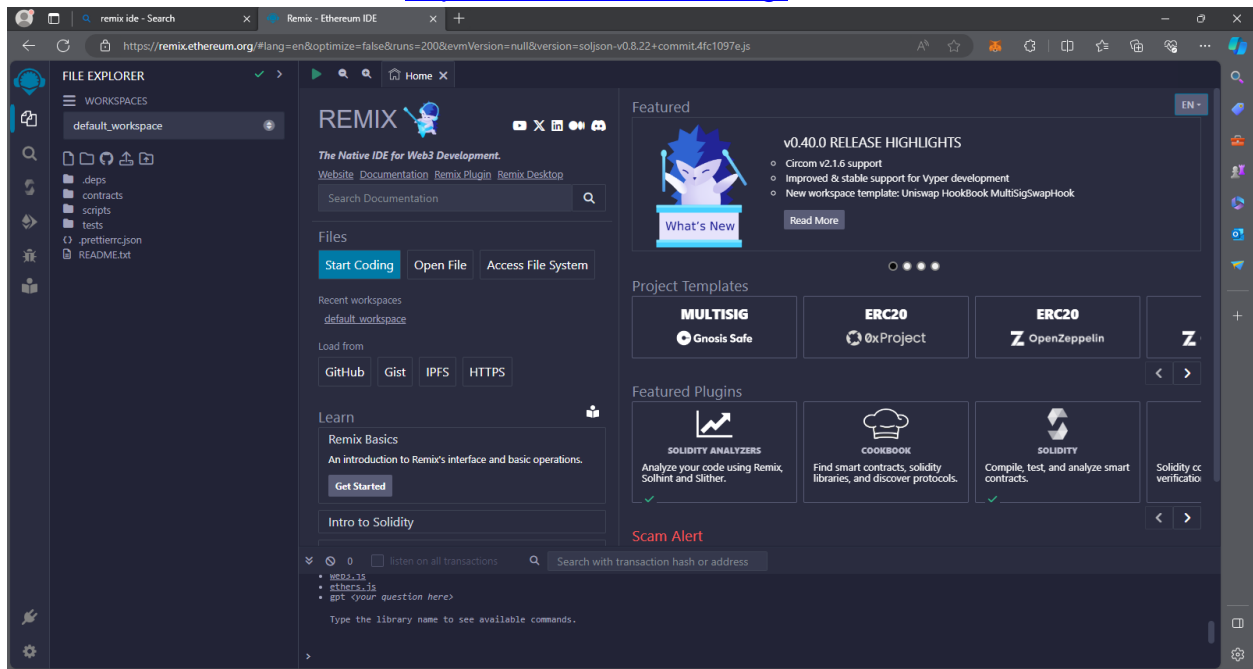 remix ide - Search
Remix - Ethereum IDE
https://remix.ethereum.org/#lang=en&optimize=false&runs=200&evmVersion=null&version=soljson-v0.8.22+commit.4fc1097e.js
FILE EXPLORER
WORKSPACES
default_workspace
.deps
contracts
scripts
tests
.prettierrc.json
README.txt
Home
REMIX
The Native IDE for Web3 Development.
Website Documentation Remix Plugin Remix Desktop
Search Documentation
Files
Start Coding Open File Access File System
Recent workspaces
default workspace
Load from
GitHub Gist IPFS HTTPS
Learn
Remix Basics
An introduction to Remix's interface and basic operations.
Get Started
Intro to Solidity
Featured
EN
What's New
v0.40.0 RELEASE HIGHLIGHTS
Circom v2.1.6 support
Improved & stable support for Vyper development
New workspace template: Uniswap HookBook MultiSigSwapHook
Read More
Project Templates
MULTISIG
Gnosis Safe
ERC20
0xProject
ERC20
OpenZeppelin
Featured Plugins
SOLIDITY ANALYZERS
Analyze your code using Remix,
Solhint and Slither.
COOKBOOK
Find smart contracts, solidity
libraries, and discover protocols.
SOLIDITY
Compile, test, and analyze smart
contracts.
Solidity
Scam Alert
0 listen on all transactions
Search with transaction hash or address
web3.js
ethers.js
gpt <your question here>
Type the library name to see available commands.
>